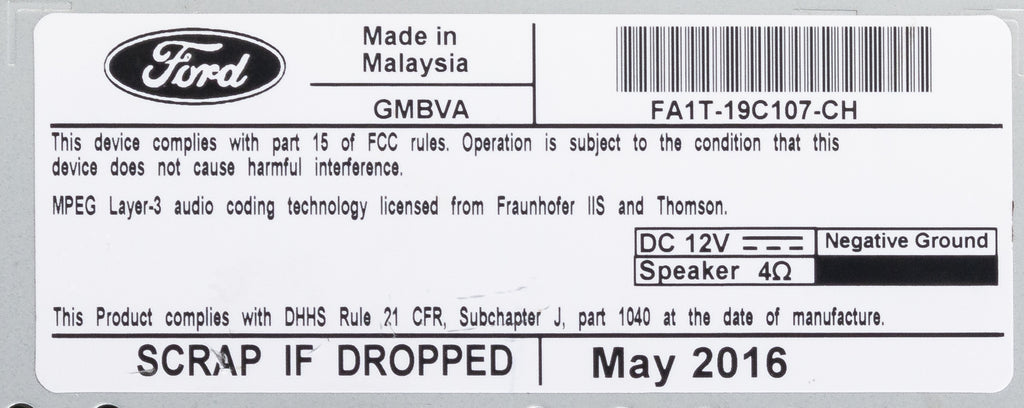 Ford
Made in
Malaysia
GMBVA
FA1T-19C107-CH
This device complies with part 15 of FCC rules. Operation is subject to the condition that this
device does not cause harmful interference.
MPEG Layer-3 audio coding technology licensed from Fraunhofer IIS and Thomson.
DC 12V ⎓ Negative Ground
Speaker 4Ω
This Product complies with DHHS Rule 21 CFR, Subchapter J, part 1040 at the date of manufacture.
SCRAP IF DROPPED May 2016